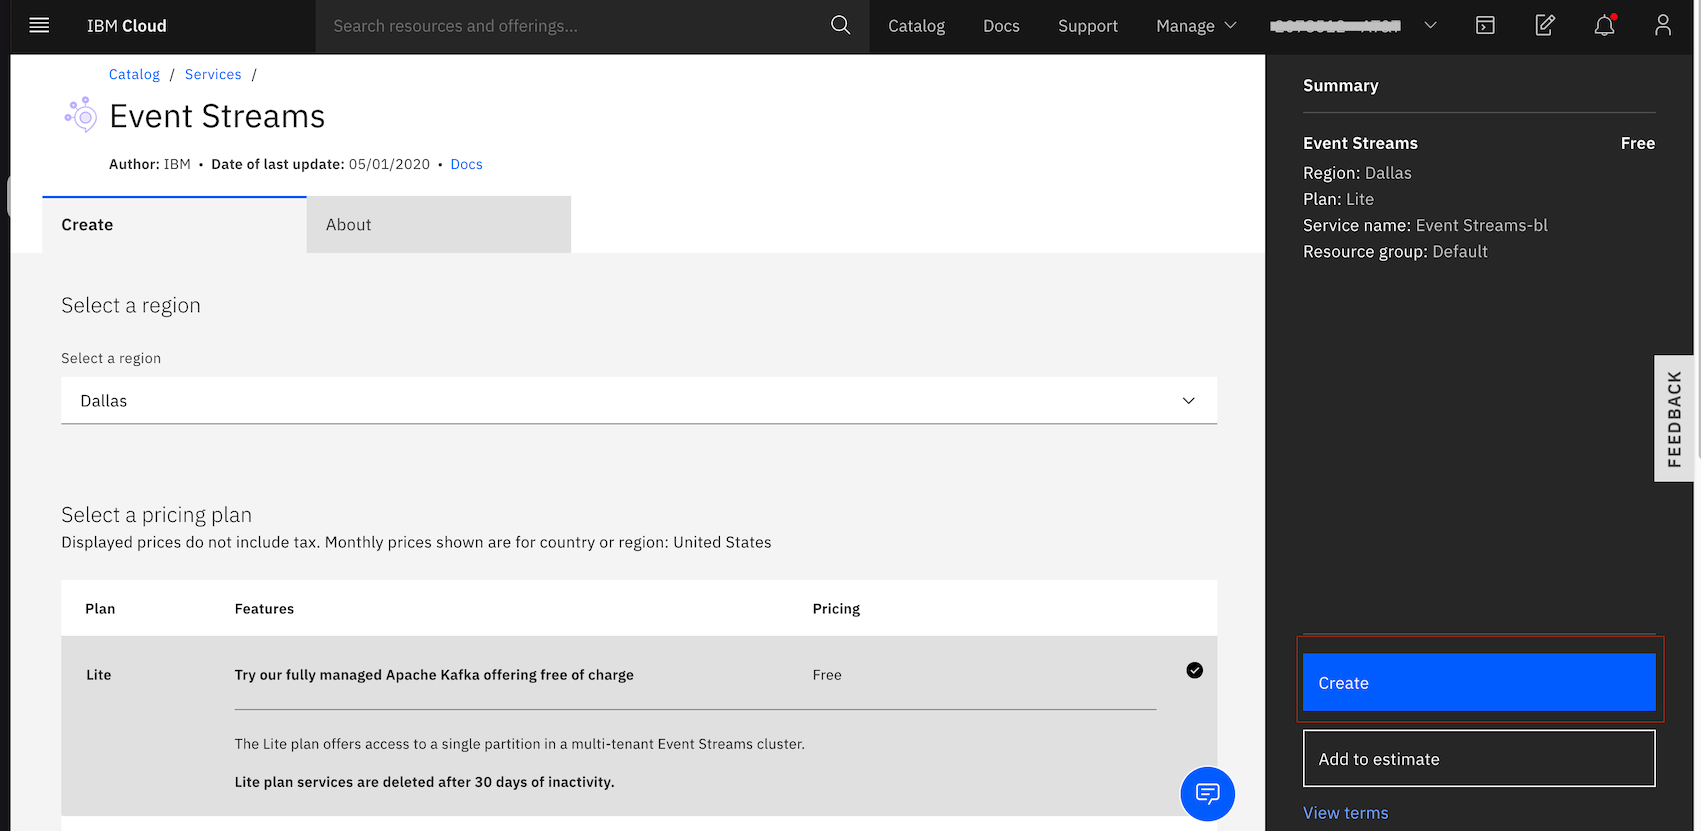 IBM Cloud
Search resources and offerings...
Catalog
Docs
Support
Manage
Catalog / Services /
Event Streams
Author: IBM • Date of last update: 05/01/2020 • Docs
Create
About
Select a region
Select a region
Dallas
Select a pricing plan
Displayed prices do not include tax. Monthly prices shown are for country or region: United States
Plan Features Pricing
Lite Try our fully managed Apache Kafka offering free of charge Free
The Lite plan offers access to a single partition in a multi-tenant Event Streams cluster.
Lite plan services are deleted after 30 days of inactivity.
Summary
Event Streams Free
Region: Dallas
Plan: Lite
Service name: Event Streams-bl
Resource group: Default
FEEDBACK
Create
Add to estimate
View terms